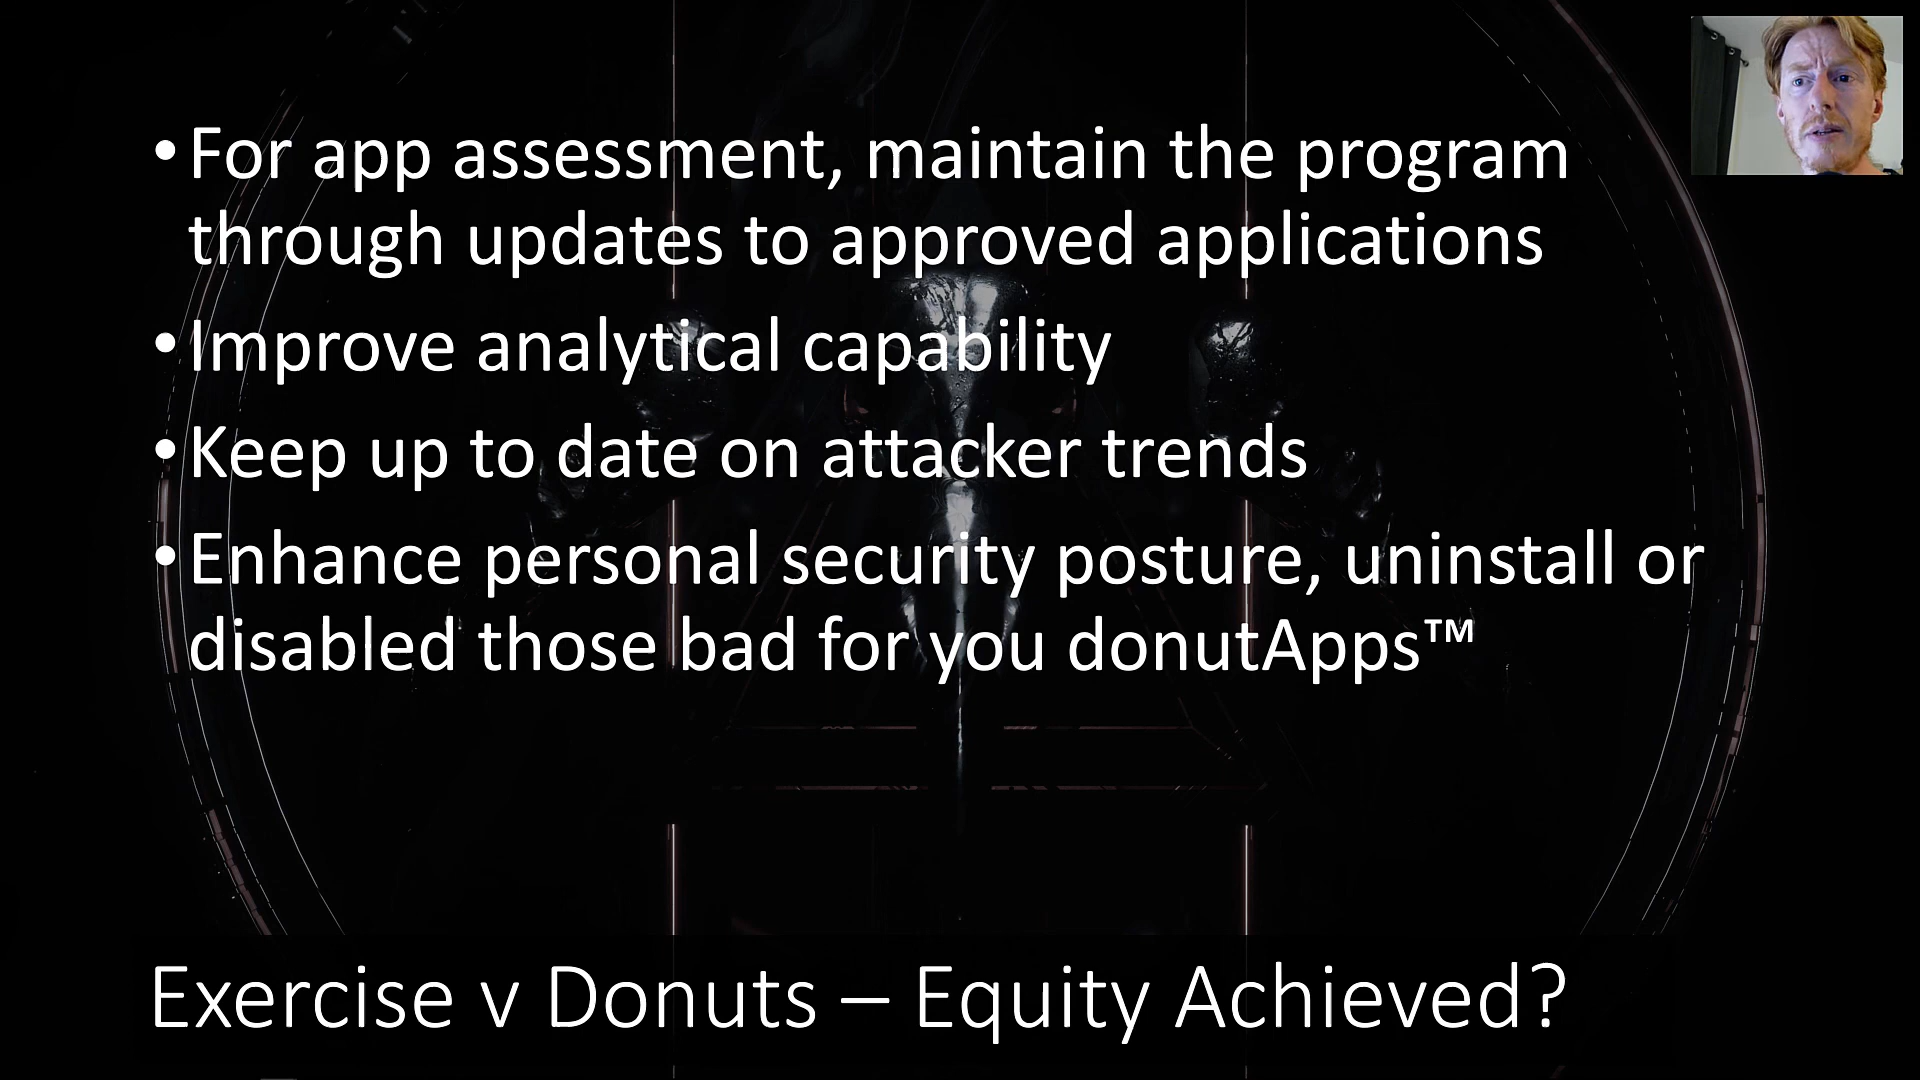 •For app assessment, maintain the program
through updates to approved applications
•Improve analytical capability
•Keep up to date on attacker trends
•Enhance personal security posture, uninstall or
disabled those bad for you donutApps™
Exercise v Donuts – Equity Achieved?